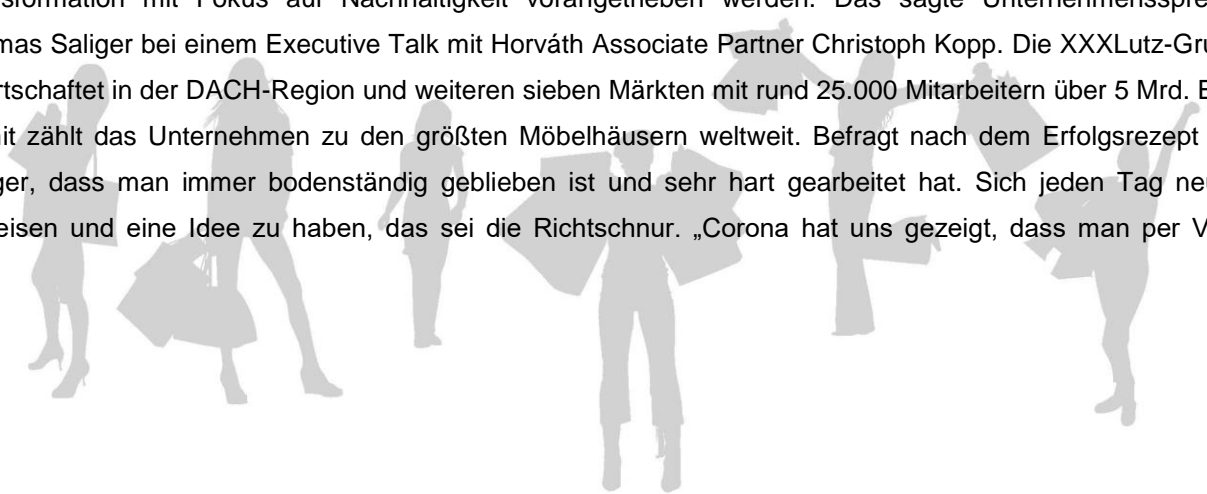 nsformation mit Fokus auf Nachhaltigkeit vorangetrieben werden. Das sagte Unternehmensspre
mas Saliger bei einem Executive Talk mit Horváth Associate Partner Christoph Kopp. Die XXXLutz-Gru
rtschaftet in der DACH-Region und weiteren sieben Märkten mit rund 25.000 Mitarbeitern über 5 Mrd. E
it zählt das Unternehmen zu den größten Möbelhäusern weltweit. Befragt nach dem Erfolgsrezept
ger, dass man immer bodenständig geblieben ist und sehr hart gearbeitet hat. Sich jeden Tag neu
eisen und eine Idee zu haben, das sei die Richtschnur. „Corona hat uns gezeigt, dass man per V